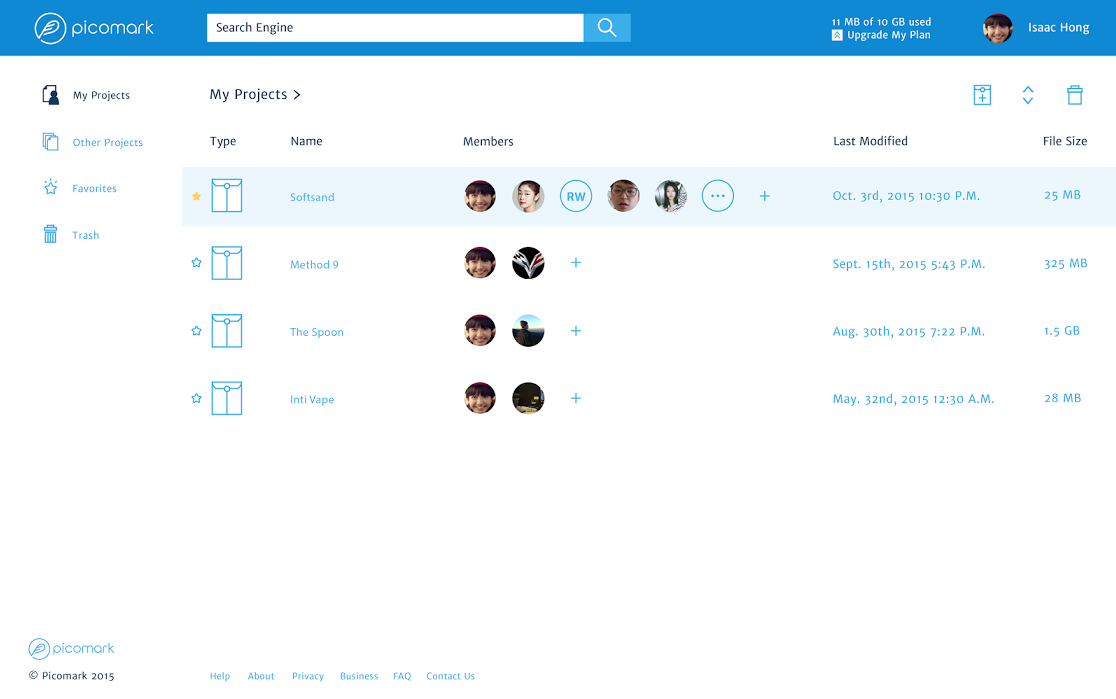 picomark
Search Engine
11 MB of 10 GB used
Upgrade My Plan
Isaac Hong
My Projects
Other Projects
Favorites
Trash
My Projects >
Type Name Members Last Modified File Size
Softsand RW ... + Oct. 3rd, 2015 10:30 P.M. 25 MB
Method 9 + Sept. 15th, 2015 5:43 P.M. 325 MB
The Spoon + Aug. 30th, 2015 7:22 P.M. 1.5 GB
Inti Vape + May. 32nd, 2015 12:30 A.M. 28 MB
picomark
© Picomark 2015
Help About Privacy Business FAQ Contact Us